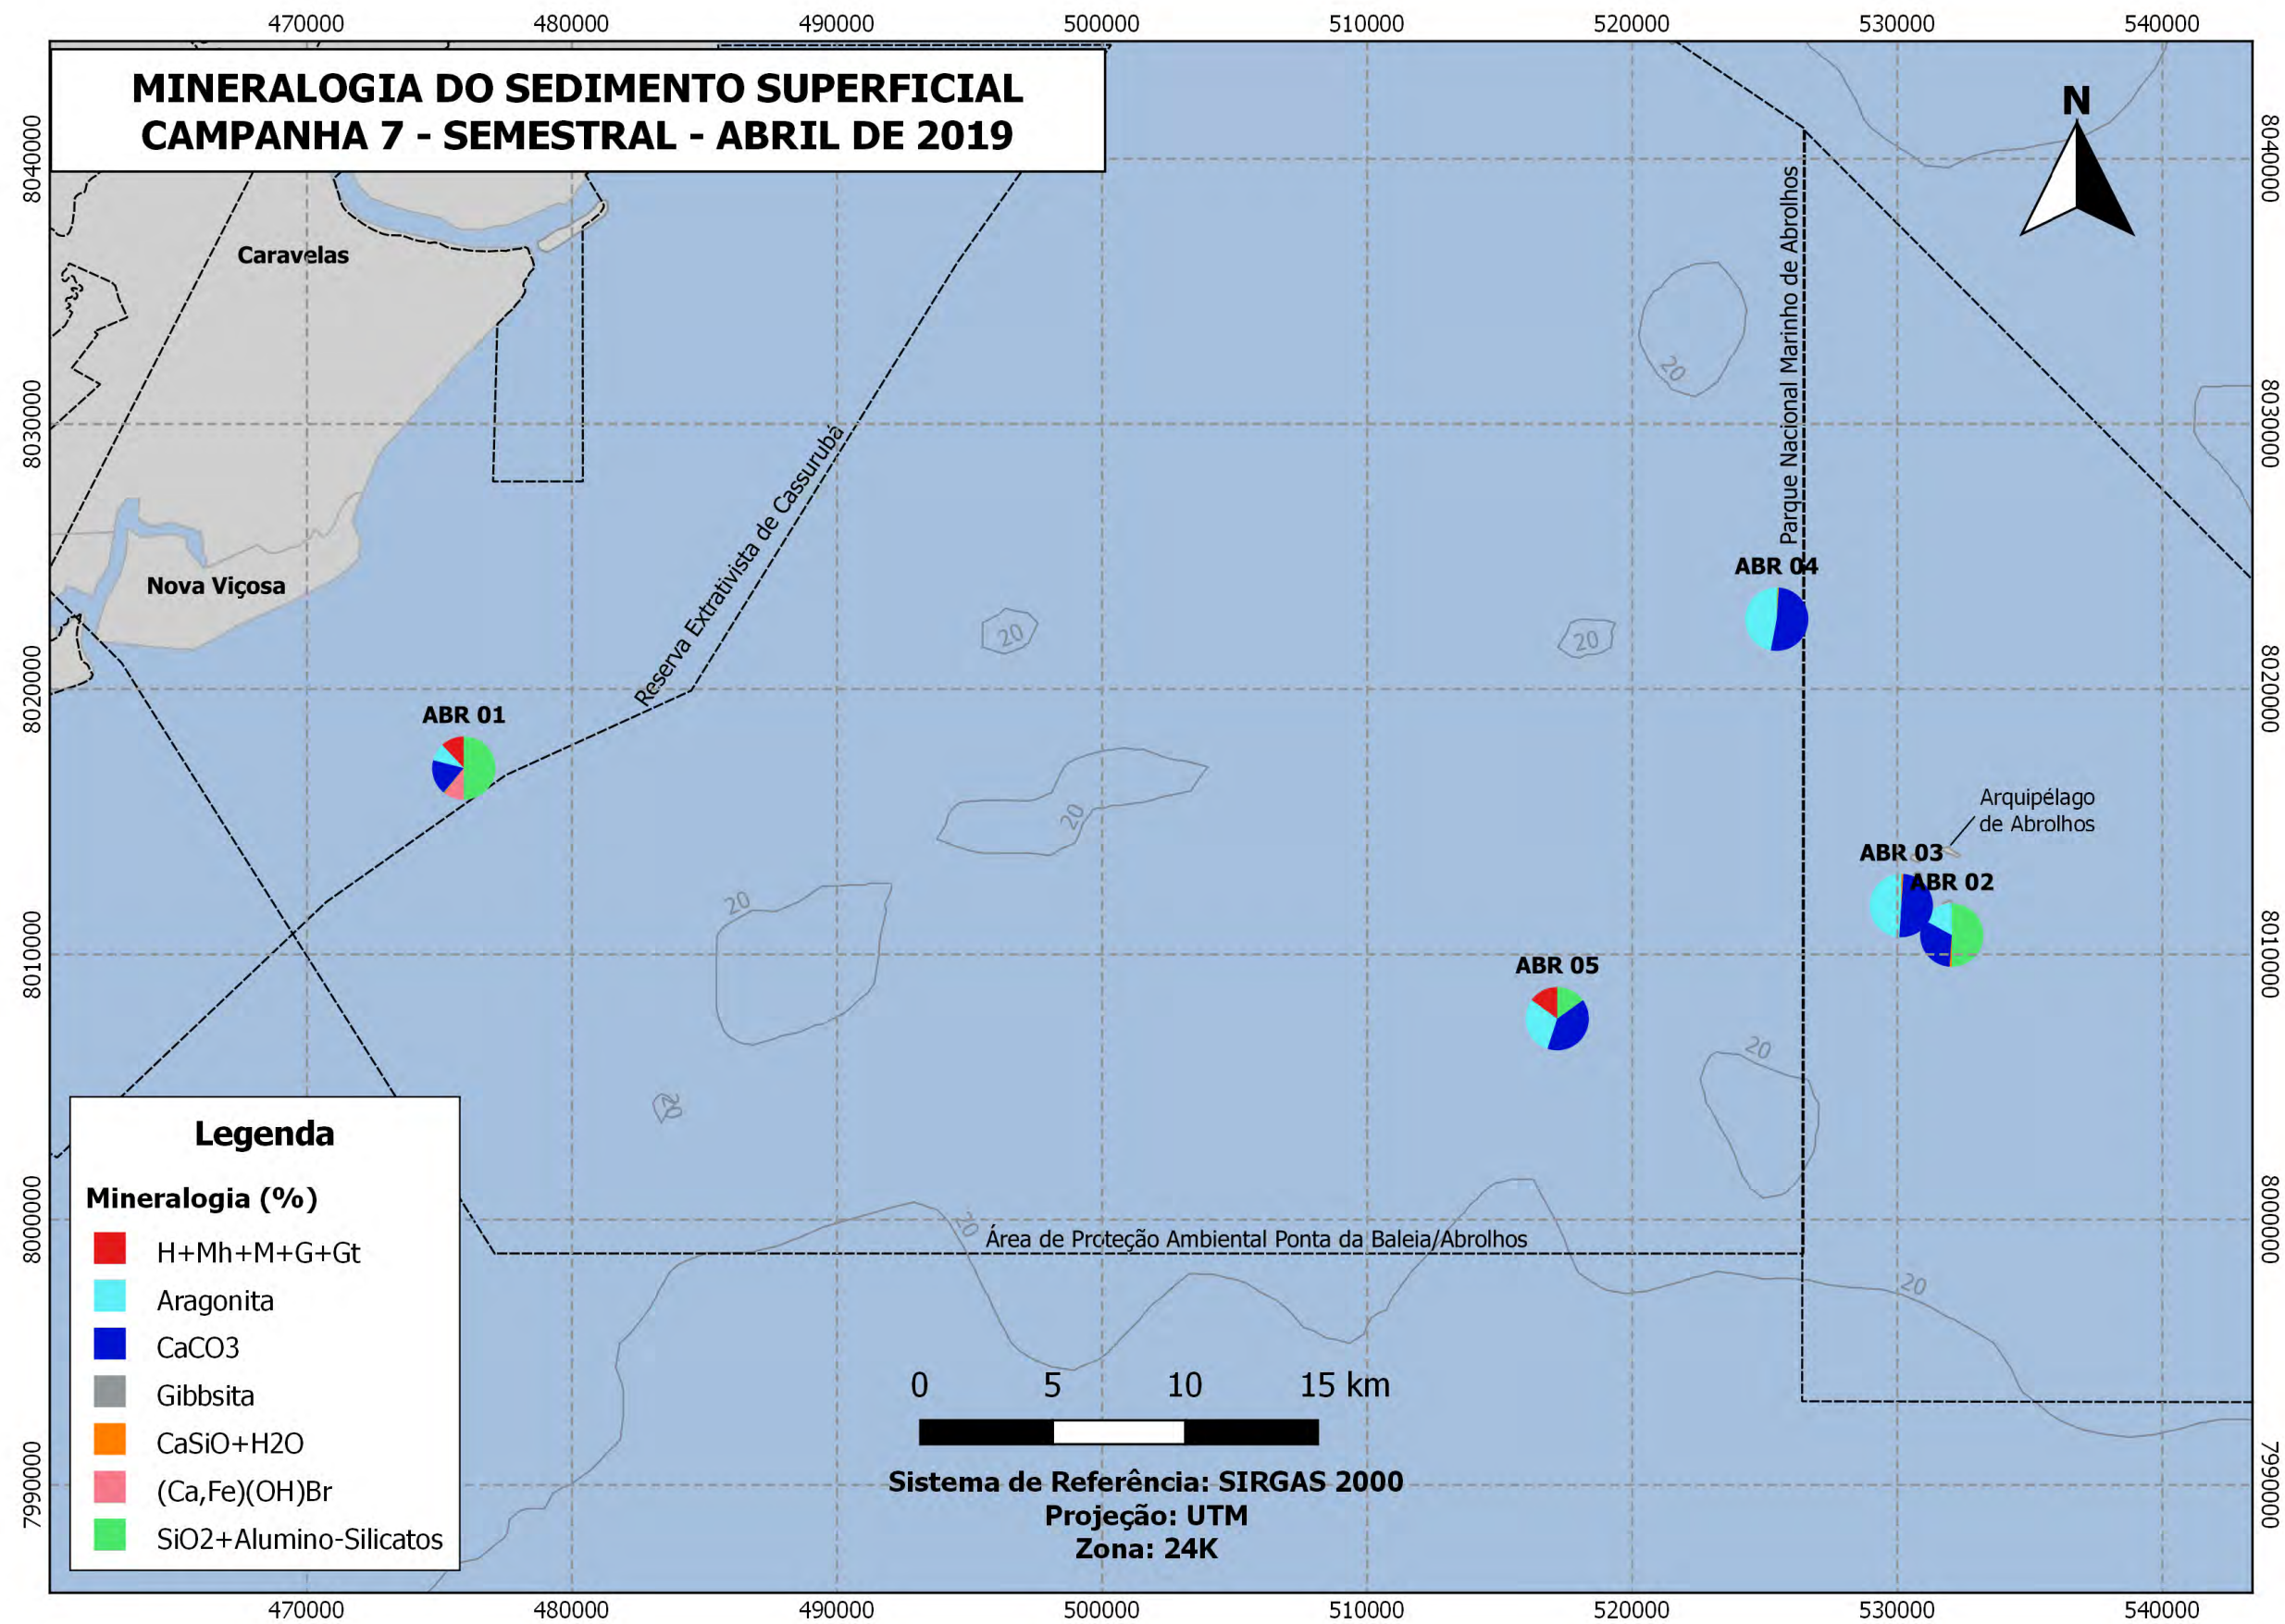 470000 480000 490000 500000 510000 520000 530000 540000
MINERALOGIA DO SEDIMENTO SUPERFICIAL
CAMPANHA 7 - SEMESTRAL - ABRIL DE 2019
N
8040000
8040000
Caravelas
Parque Nacional Marinho de Abrolhos
20
8030000
8030000
Reserva Extrativista de Cassurubá
Nova Viçosa
ABR 04
20
20
8020000
8020000
ABR 01
20
Arquipélago
de Abrolhos
ABR 03
ABR 02
20
8010000
8010000
ABR 05
20
20
Legenda
Mineralogia (%)
H+Mh+M+G+Gt
Aragonita
CaCO3
Gibbsita
CaSiO+H2O
(Ca,Fe)(OH)Br
SiO2+Alumino-Silicatos
8000000
8000000
20
Área de Proteção Ambiental Ponta da Baleia/Abrolhos
20
0 5 10 15 km
7990000
7990000
Sistema de Referência: SIRGAS 2000
Projeção: UTM
Zona: 24K
470000 480000 490000 500000 510000 520000 530000 540000